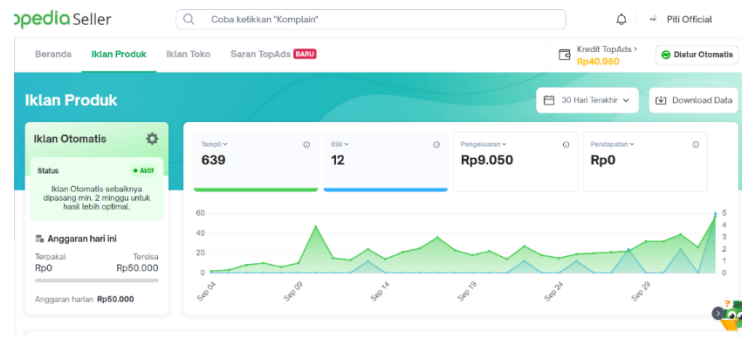 opedia Seller
Coba ketikkan "Komplain"
Piti Official
Beranda
Iklan Produk
Iklan Toko
Saran TopAds BARU
Kredit TopAds
Rp40.950
Diatur Otomatis
Iklan Produk
30 Hari Terakhir
Download Data
Iklan Otomatis
Status
Aktif
Iklan Otomatis sebaiknya
dipasang min. 2 minggu untuk
hasil lebih optimal.
Anggaran hari ini
Terpakai
Tersisa
Rp0
Rp50.000
Anggaran harian Rp50.000
Tampil
639
Klik
12
Pengeluaran
Rp9.050
Pendapatan
Rp0
60
40
20
0
5
4
3
2
1
0
Sep 04
Sep 09
Sep 14
Sep 19
Sep 24
Sep 29